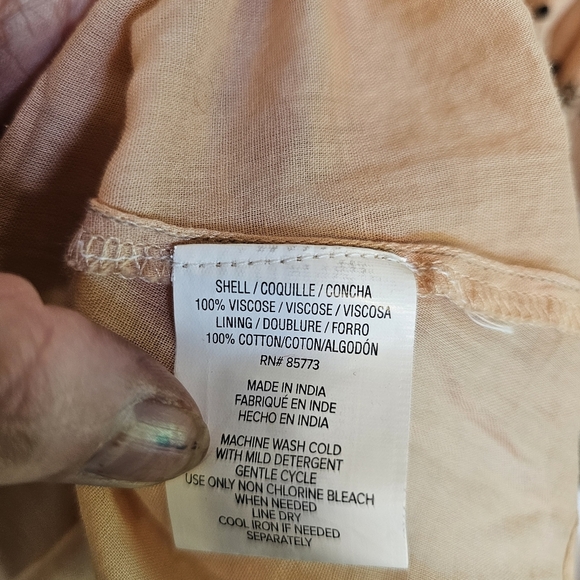 SHELL / COQUILLE / CONCHA
100% VISCOSE / VISCOSE / VISCOSA
LINING / DOUBLURE / FORRO
100% COTTON/COTON/ALGODÓN
RN# 85773
MADE IN INDIA
FABRIQUÉ EN INDE
HECHO EN INDIA
MACHINE WASH COLD
WITH MILD DETERGENT
GENTLE CYCLE
USE ONLY NON CHLORINE BLEACH
WHEN NEEDED
LINE DRY
COOL IRON IF NEEDED
SEPARATELY